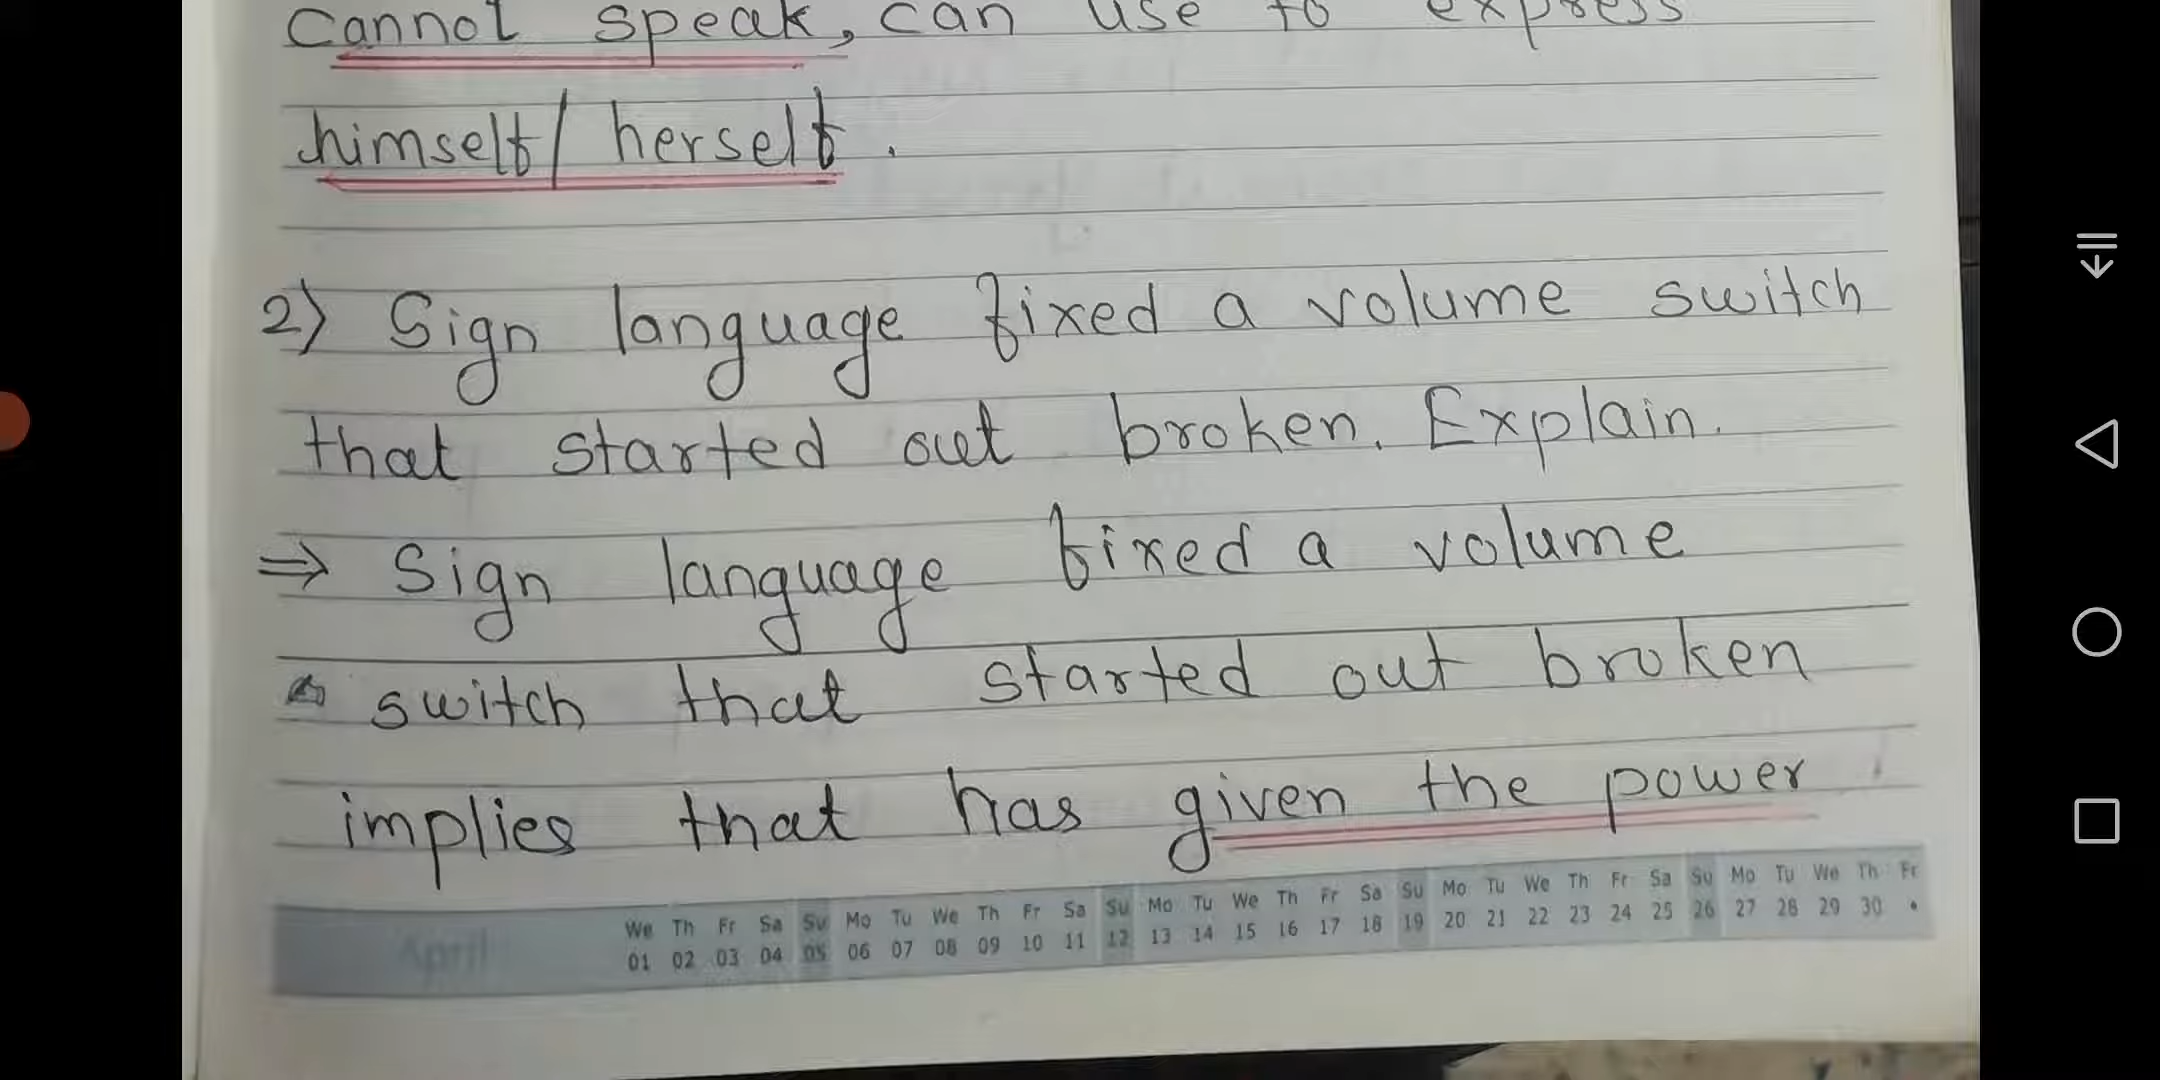 cannot speak, can use to express
himself/ herself.
2) Sign language fixed a volume switch
that started out broken. Explain.
⇒ Sign language fixed a volume
switch that started out broken
implies that has given the power
April
We Th Fr Sa Su Mo Tu We Th Fr Sa Su Mo Tu We Th Fr Sa Su Mo Tu We Th Fr Sa Su Mo Tu We Th Fr
01 02 03 04 05 06 07 08 09 10 11 12 13 14 15 16 17 18 19 20 21 22 23 24 25 26 27 28 29 30 •